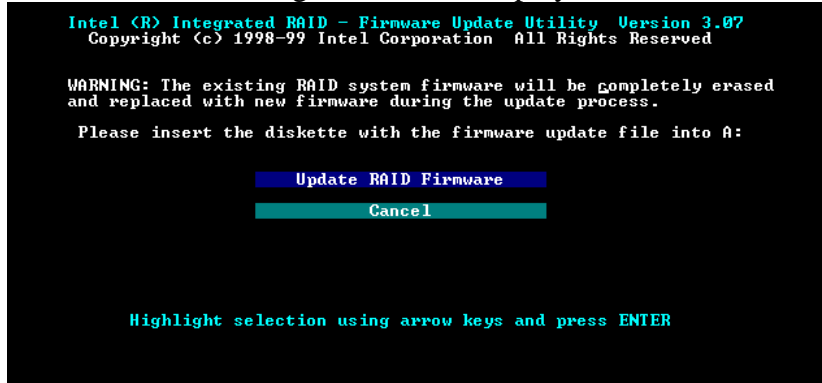 Intel (R) Integrated RAID - Firmware Update Utility Version 3.07
Copyright (c) 1998-99 Intel Corporation All Rights Reserved
WARNING: The existing RAID system firmware will be completely erased
and replaced with new firmware during the update process.
Please insert the diskette with the firmware update file into A:
Update RAID Firmware
Cancel
Highlight selection using arrow keys and press ENTER